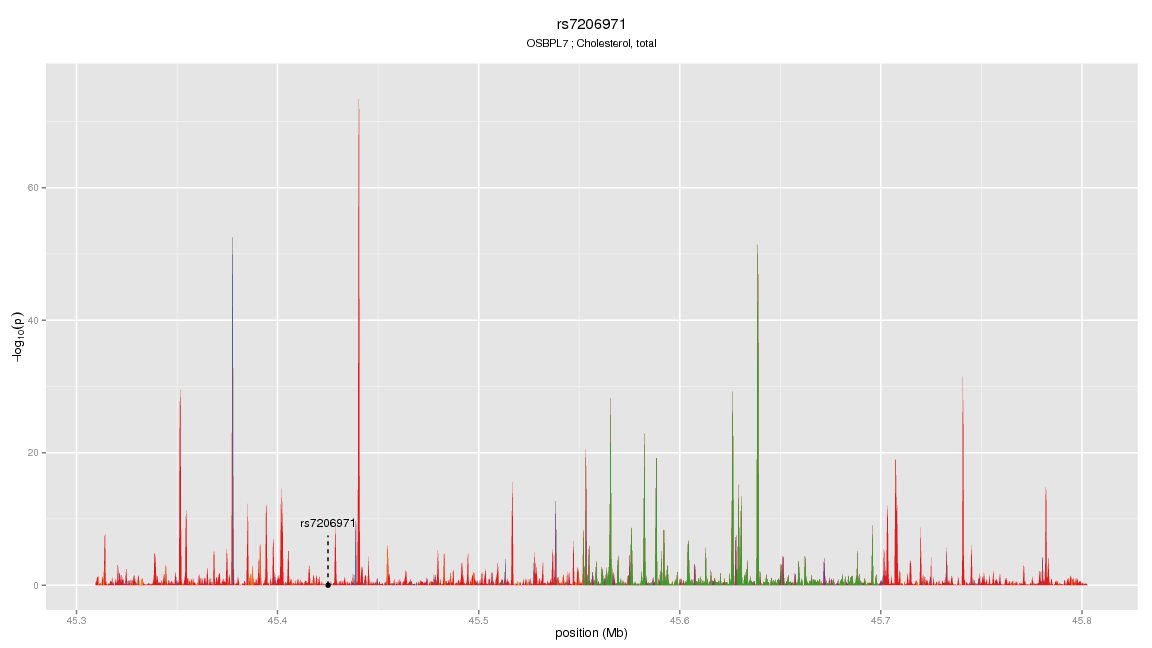 rs7206971
OSBPL7 ; Cholesterol, total
60
40
20
0
−log10(p)
rs7206971
45.3 45.4 45.5 45.6 45.7 45.8
position (Mb)